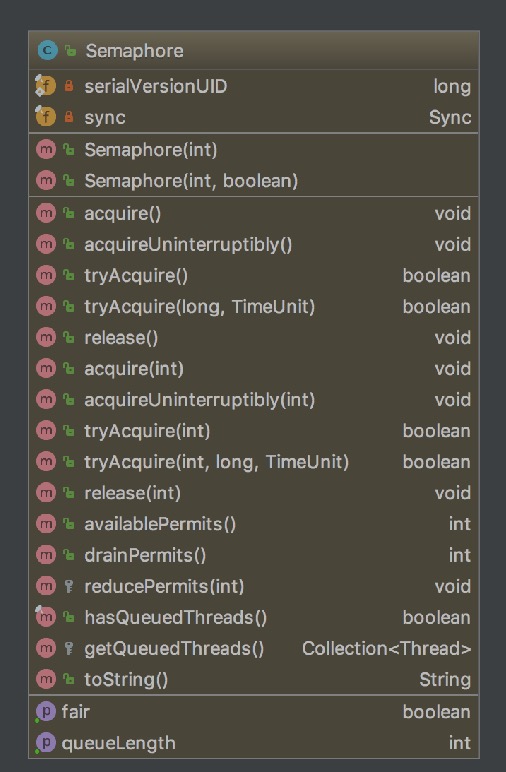 Semaphore
serialVersionUID long
sync Sync
Semaphore(int)
Semaphore(int, boolean)
acquire() void
acquireUninterruptibly() void
tryAcquire() boolean
tryAcquire(long, TimeUnit) boolean
release() void
acquire(int) void
acquireUninterruptibly(int) void
tryAcquire(int) boolean
tryAcquire(int, long, TimeUnit) boolean
release(int) void
availablePermits() int
drainPermits() int
reducePermits(int) void
hasQueuedThreads() boolean
getQueuedThreads() Collection<Thread>
toString() String
fair boolean
queueLength int